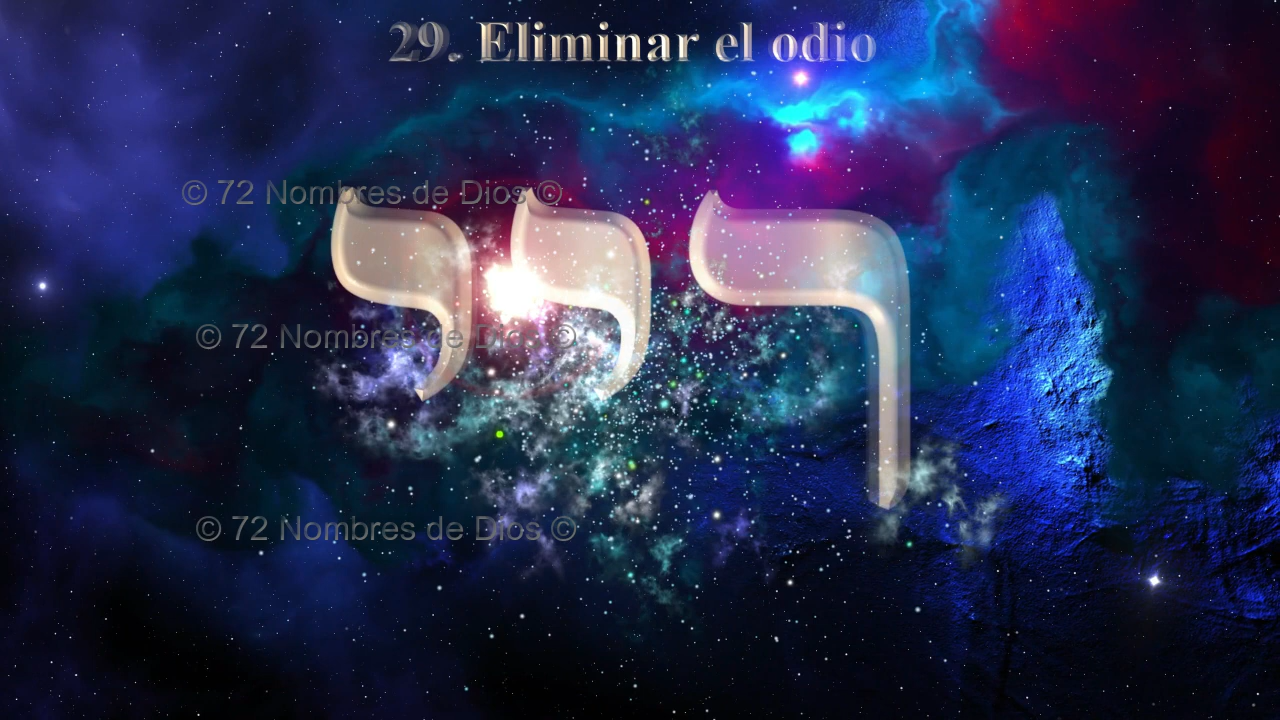 29. Eliminar el odio
© 72 Nombres de Dios ©
ריי
© 72 Nombres de Dios ©
© 72 Nombres de Dios ©